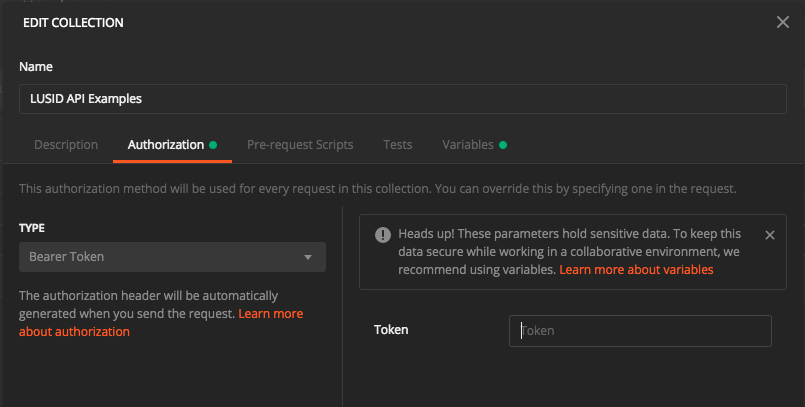 EDIT COLLECTION
Name
LUSID API Examples
Description
Authorization
Pre-request Scripts
Tests
Variables
This authorization method will be used for every request in this collection. You can override this by specifying one in the request.
TYPE
Bearer Token
The authorization header will be automatically
generated when you send the request. Learn more
about authorization
Heads up! These parameters hold sensitive data. To keep this
data secure while working in a collaborative environment, we
recommend using variables. Learn more about variables
Token
Token